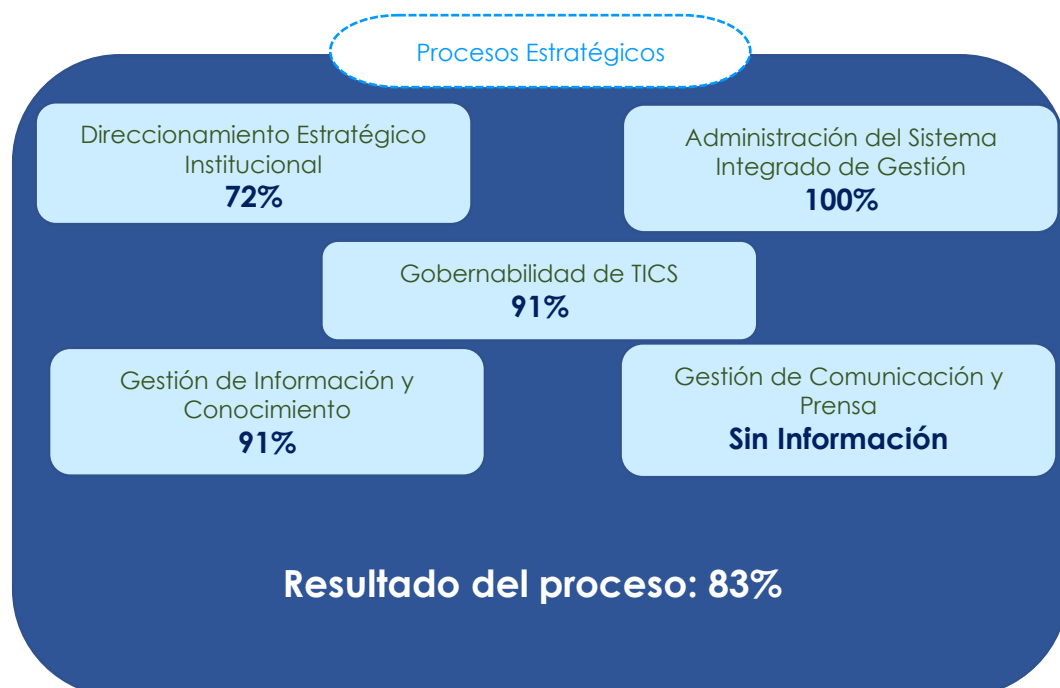 Procesos Estratégicos
Direccionamiento Estratégico
Institucional
72%
Administración del Sistema
Integrado de Gestión
100%
Gobernabilidad de TICS
91%
Gestión de Información y
Conocimiento
91%
Gestión de Comunicación y
Prensa
Sin Información
Resultado del proceso: 83%